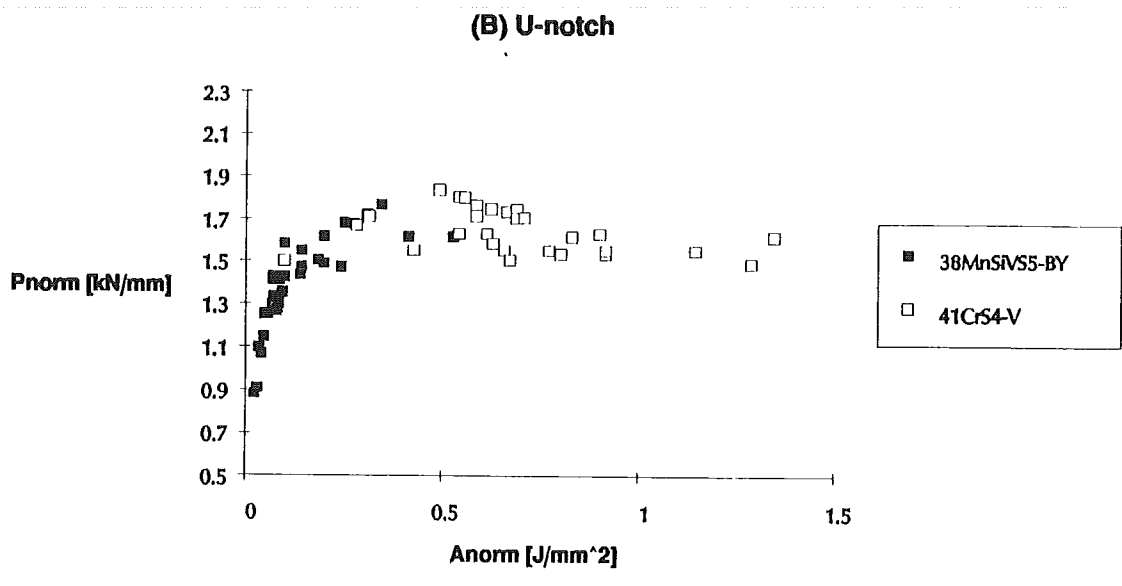 (B) U-notch
2.3
2.1
1.9
1.7
1.5
1.3
1.1
0.9
0.7
0.5
Pnorm [kN/mm]
0
0.5
1
1.5
Anorm [J/mm^2]
38MnSiVS5-BY
41CrS4-V